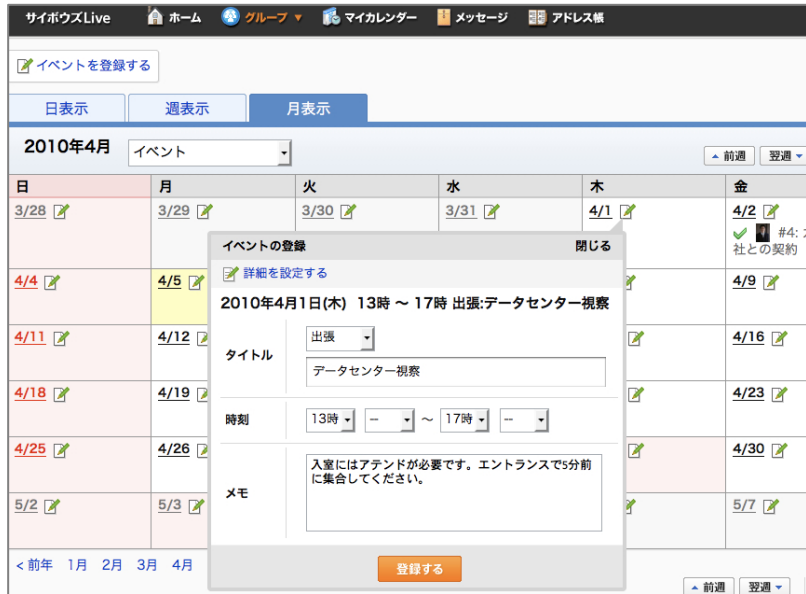 サイボウズLive ホーム グループ ▼ マイカレンダー メッセージ アドレス帳
イベントを登録する
日表示 週表示 月表示
2010年4月 イベント
前週 翌週
日 月 火 水 木 金
3/28 3/29 3/30 3/31 4/1 4/2
#4:
社との契約
イベントの登録 閉じる
詳細を設定する
4/4 4/5 4/9
2010年4月1日(木) 13時 ～ 17時 出張:データセンター視察
4/11 4/12 4/16
タイトル 出張
データセンター視察
4/18 4/19 4/23
時刻 13時 -- ～ 17時 --
4/25 4/26 4/30
メモ
入室にはアテンドが必要です。エントランスで5分前
に集合してください。
5/2 5/3 5/7
<前年 1月 2月 3月 4月
登録する
前週 翌週